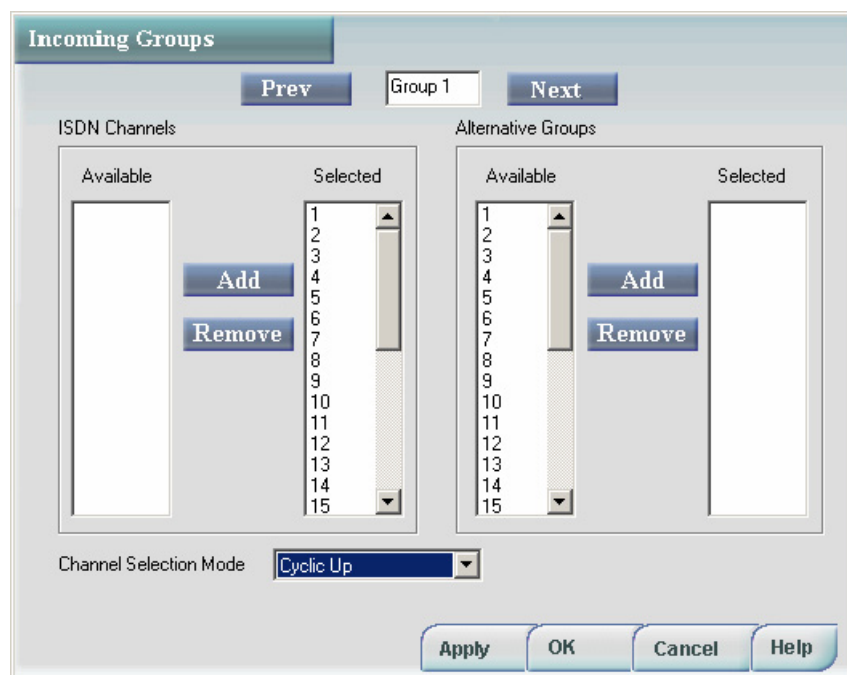 Incoming Groups
Prev Group 1 Next
ISDN Channels
Available Selected
Add
Remove
1
2
3
4
5
6
7
8
9
10
11
12
13
14
15
Alternative Groups
Available Selected
1
2
3
4
5
6
7
8
9
10
11
12
13
14
15
Add
Remove
Channel Selection Mode Cyclic Up
Apply OK Cancel Help